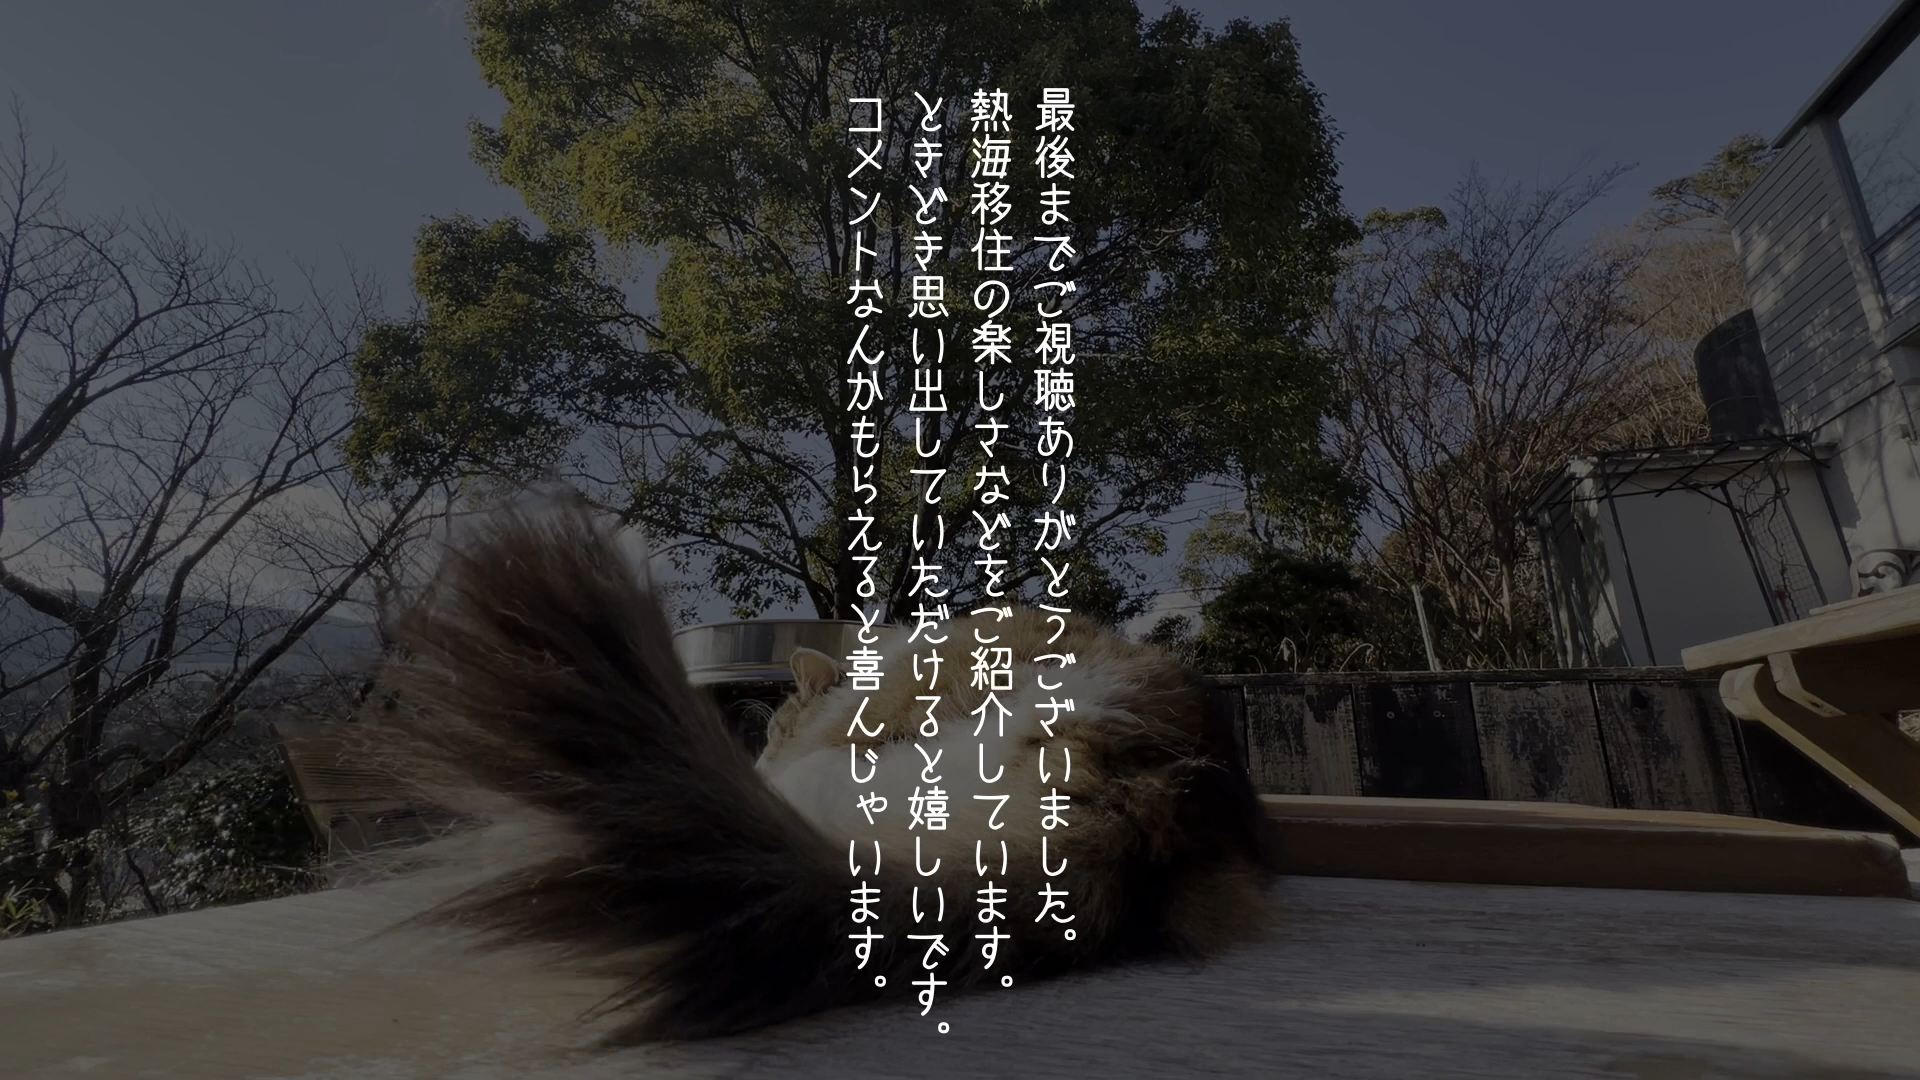 最後までご視聴ありがとうございました。
熱海移住の楽しさなどをご紹介しています。
ときどき思い出していただけると嬉しいです。
コメントなんかもらえると喜んじゃいます。